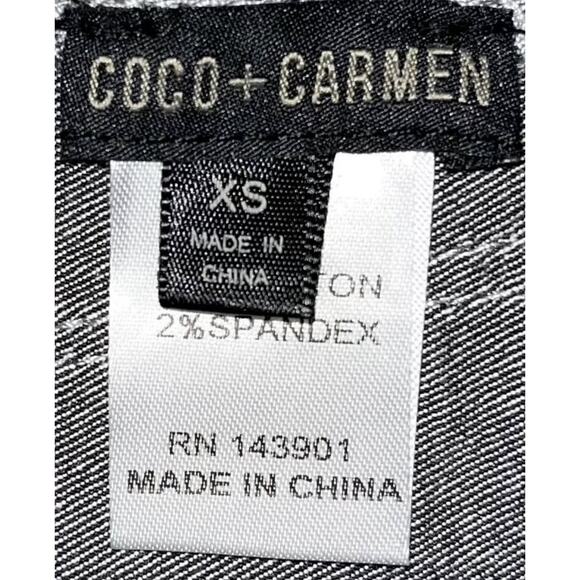 COCO + CARMEN
XS
MADE IN
CHINA
TON
2%SPANDEX
RN 143901
MADE IN CHINA